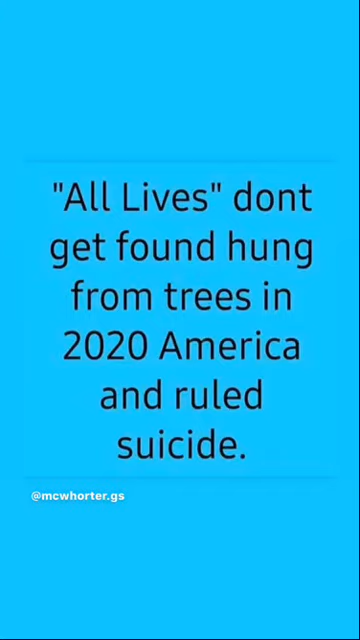 "All Lives" dont
get found hung
from trees in
2020 America
and ruled
suicide.
@mcwhorter.gs